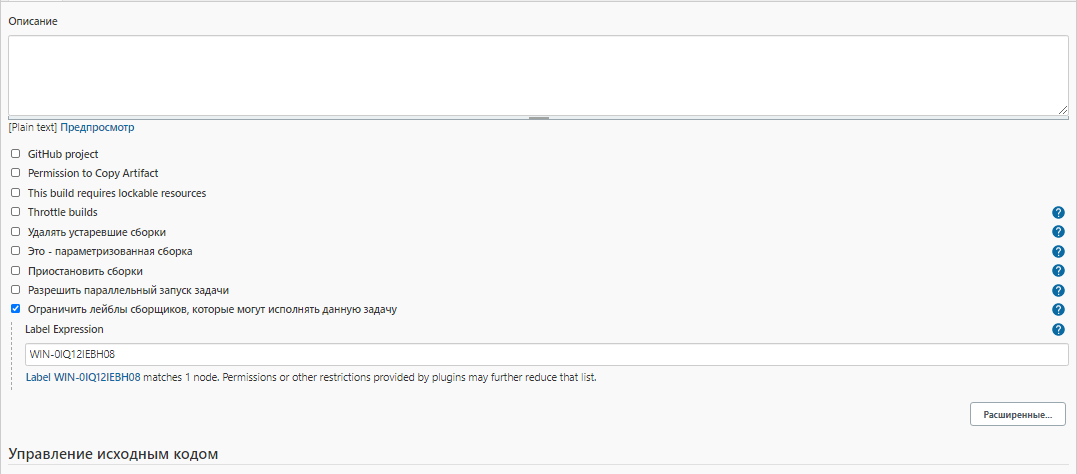 Описание
[Plain text] Предпросмотр
GitHub project
Permission to Copy Artifact
This build requires lockable resources
Throttle builds
Удалять устаревшие сборки
Это - параметризованная сборка
Приостановить сборки
Разрешить параллельный запуск задачи
Ограничить лейблы сборщиков, которые могут исполнять данную задачу
Label Expression
WIN-0IQ12IEBH08
Label WIN-0IQ12IEBH08 matches 1 node. Permissions or other restrictions provided by plugins may further reduce that list.
Расширенные...
Управление исходным кодом